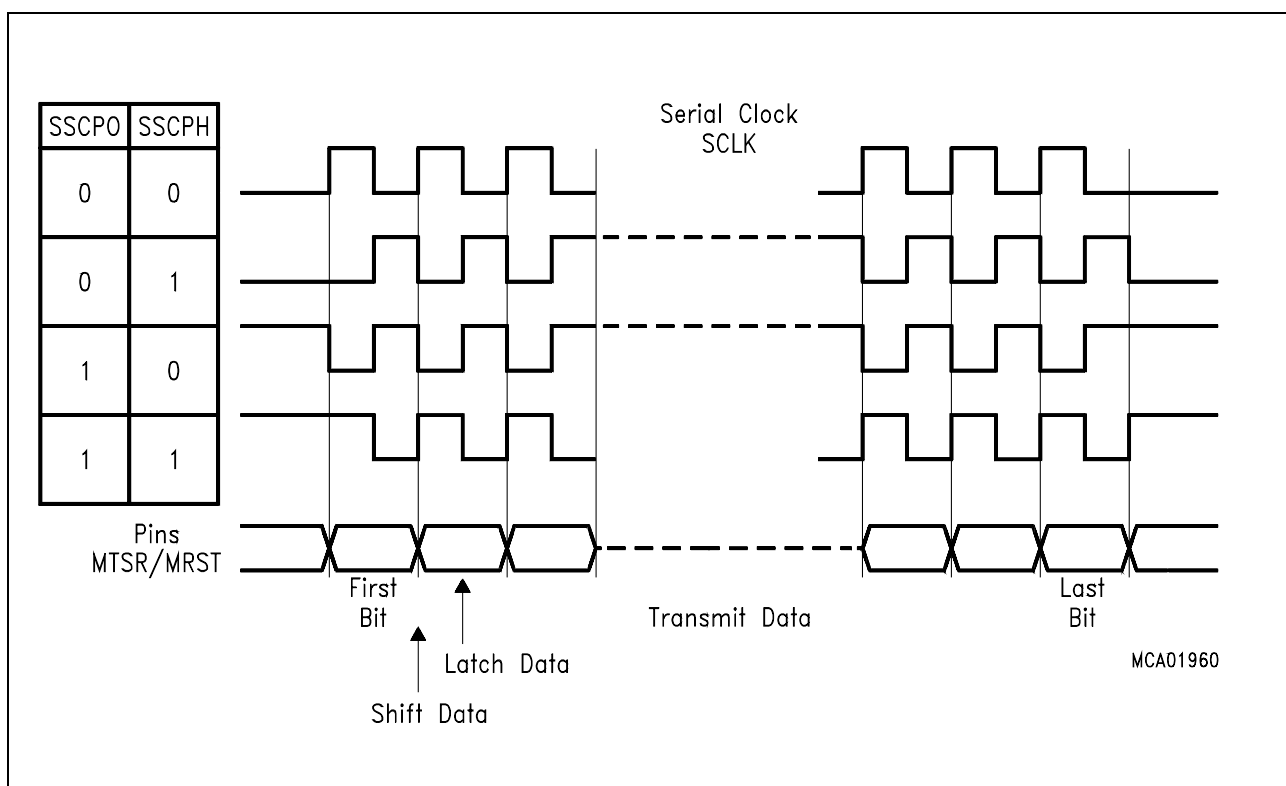 Serial Clock
SCLK
SSCPO SSCPH
0 0
0 1
1 0
1 1
Pins
MTSR/MRST
First
Bit
Last
Bit
Transmit Data
Latch Data
Shift Data
MCA01960